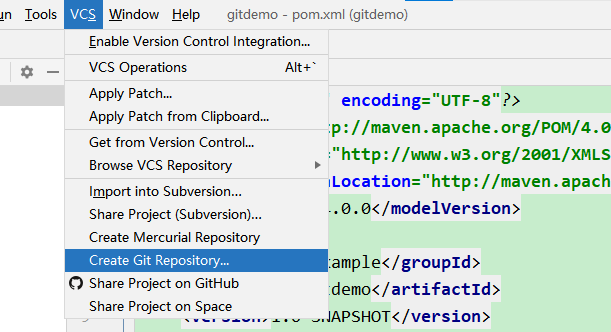 un Tools VCS Window Help gitdemo - pom.xml (gitdemo)
Enable Version Control Integration...
VCS Operations Alt+`
Apply Patch...
Apply Patch from Clipboard...
Get from Version Control...
Browse VCS Repository
Import into Subversion...
Share Project (Subversion)...
Create Mercurial Repository
Create Git Repository...
Share Project on GitHub
Share Project on Space
encoding="UTF-8"?>
tp://maven.apache.org/POM/4.0
="http://www.w3.org/2001/XMLS
aLocation="http://maven.apac
4.0.0</modelVersion>
ample</groupId>
tdemo</artifactId>
<version>1.0-SNAPSHOT</version>